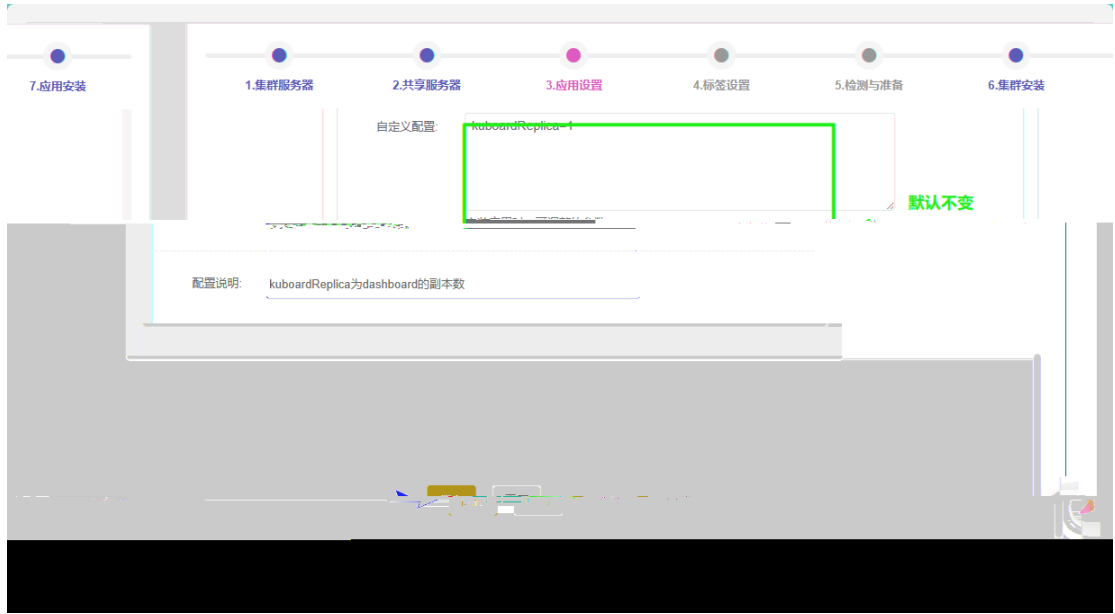 7.应用安装 1.集群服务器 2.共享服务器 3.应用设置 4.标签设置 5.检测与准备 6.集群安装
自定义配置: kuboardReplica=1
默认不变
配置说明: kuboardReplica为dashboard的副本数